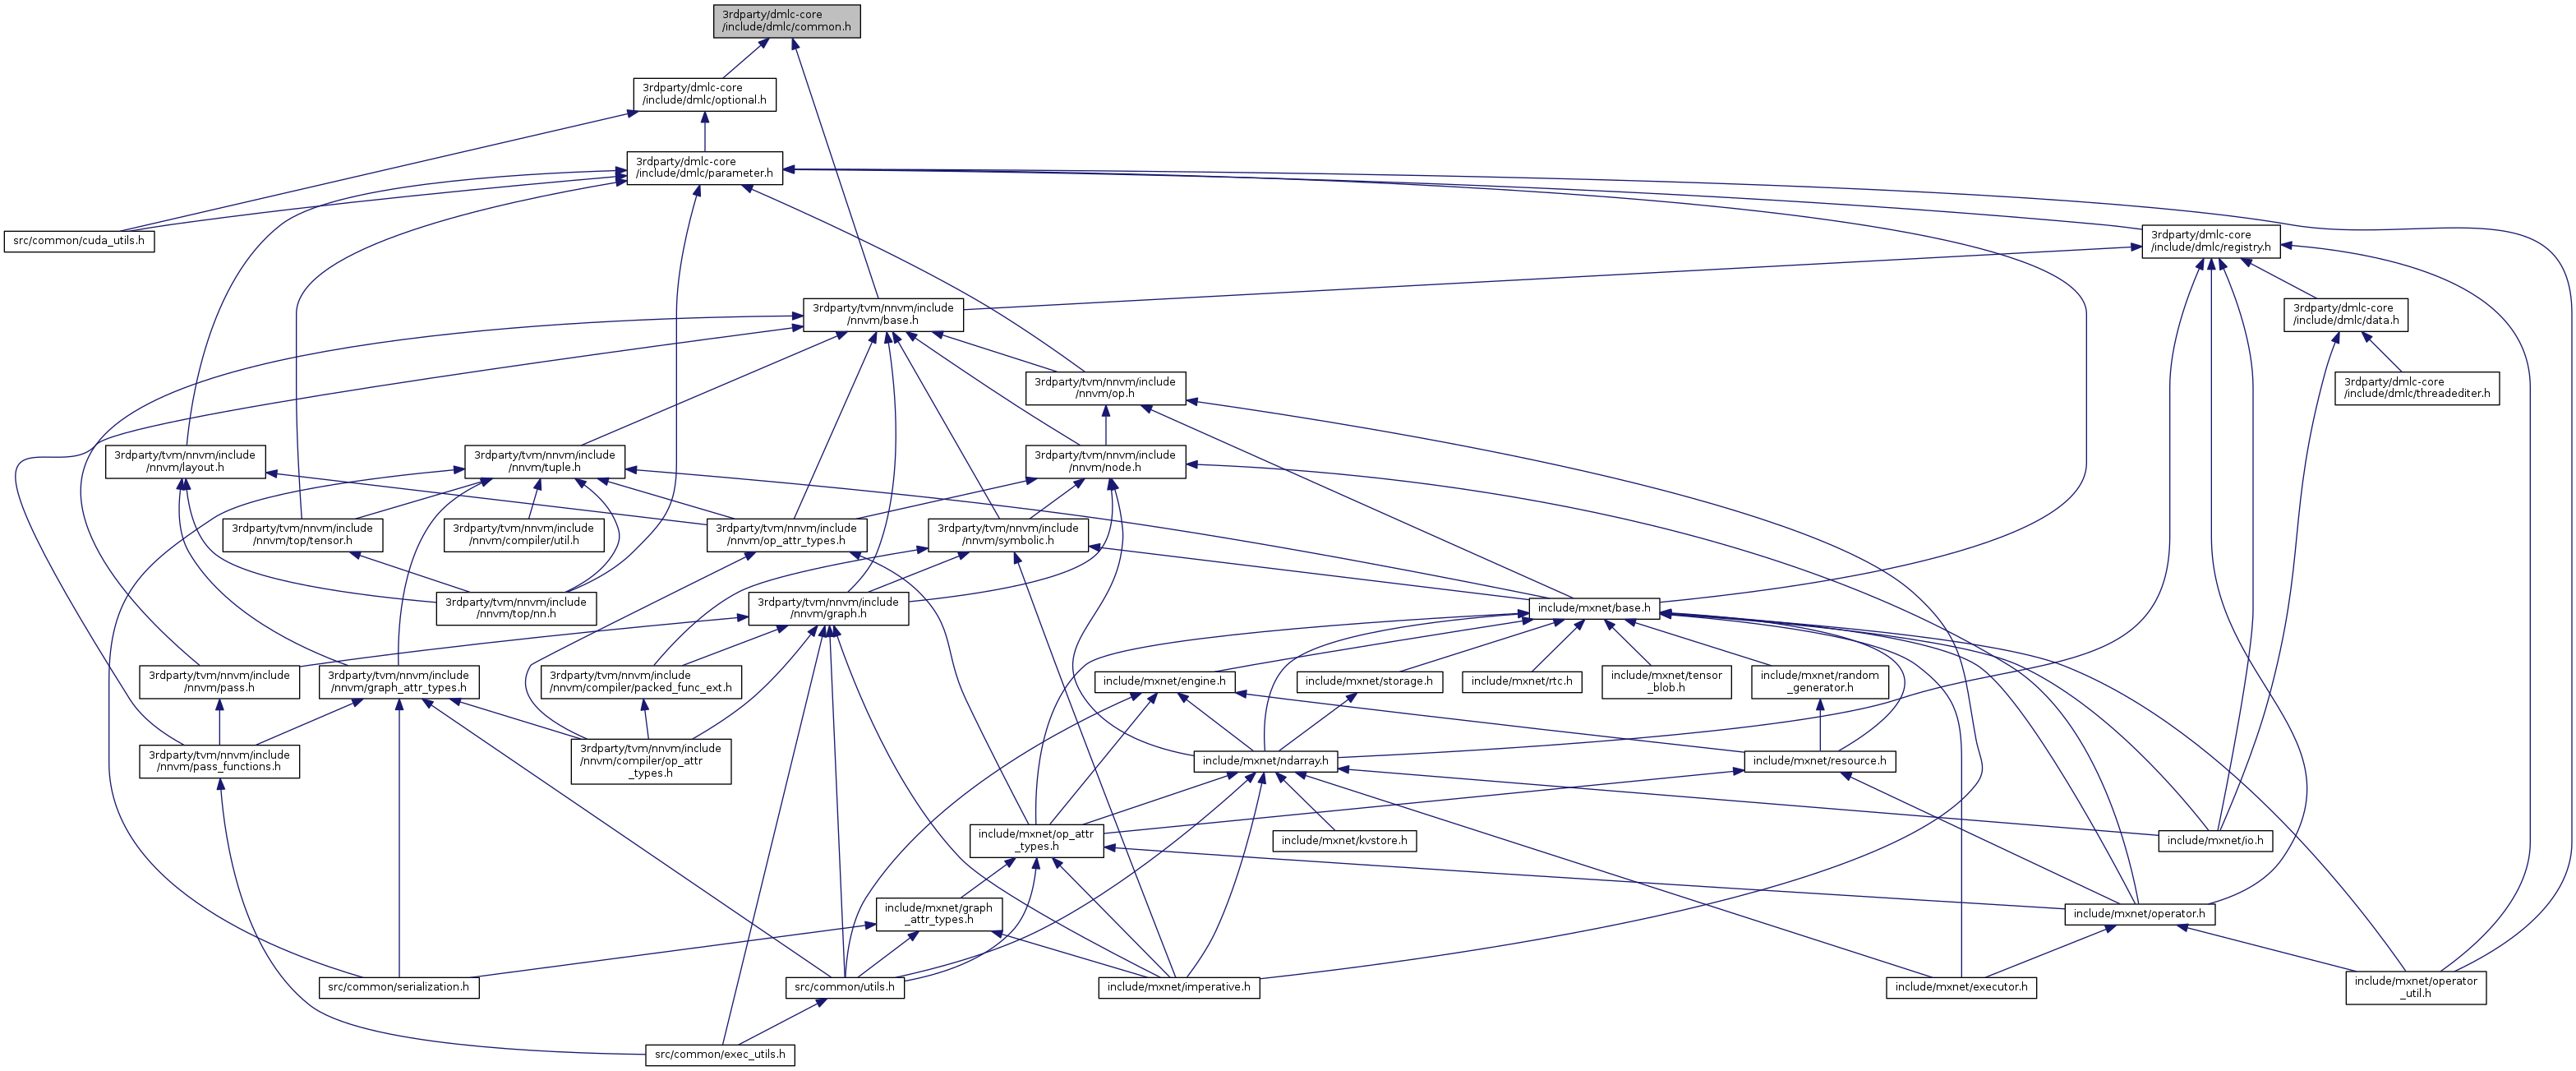 3rdparty/dmlc-core
/include/dmlc/common.h
3rdparty/dmlc-core
/include/dmlc/optional.h
3rdparty/dmlc-core
/include/dmlc/parameter.h
src/common/cuda_utils.h
3rdparty/dmlc-core
/include/dmlc/registry.h
3rdparty/tvm/nnvm/include
/nnvm/base.h
3rdparty/dmlc-core
/include/dmlc/data.h
3rdparty/tvm/nnvm/include
/nnvm/op.h
3rdparty/dmlc-core
/include/dmlc/threadediter.h
3rdparty/tvm/nnvm/include
/nnvm/layout.h
3rdparty/tvm/nnvm/include
/nnvm/tuple.h
3rdparty/tvm/nnvm/include
/nnvm/node.h
3rdparty/tvm/nnvm/include
/nnvm/top/tensor.h
3rdparty/tvm/nnvm/include
/nnvm/compiler/util.h
3rdparty/tvm/nnvm/include
/nnvm/op_attr_types.h
3rdparty/tvm/nnvm/include
/nnvm/symbolic.h
3rdparty/tvm/nnvm/include
/nnvm/top/nn.h
3rdparty/tvm/nnvm/include
/nnvm/graph.h
include/mxnet/base.h
3rdparty/tvm/nnvm/include
/nnvm/pass.h
3rdparty/tvm/nnvm/include
/nnvm/graph_attr_types.h
3rdparty/tvm/nnvm/include
/nnvm/compiler/packed_func_ext.h
include/mxnet/engine.h
include/mxnet/storage.h
include/mxnet/rtc.h
include/mxnet/tensor
_blob.h
include/mxnet/random
_generator.h
3rdparty/tvm/nnvm/include
/nnvm/pass_functions.h
3rdparty/tvm/nnvm/include
/nnvm/compiler/op_attr
_types.h
include/mxnet/ndarray.h
include/mxnet/resource.h
include/mxnet/op_attr
_types.h
include/mxnet/kvstore.h
include/mxnet/io.h
include/mxnet/graph
_attr_types.h
include/mxnet/operator.h
src/common/serialization.h
src/common/utils.h
include/mxnet/imperative.h
include/mxnet/executor.h
include/mxnet/operator
_util.h
src/common/exec_utils.h